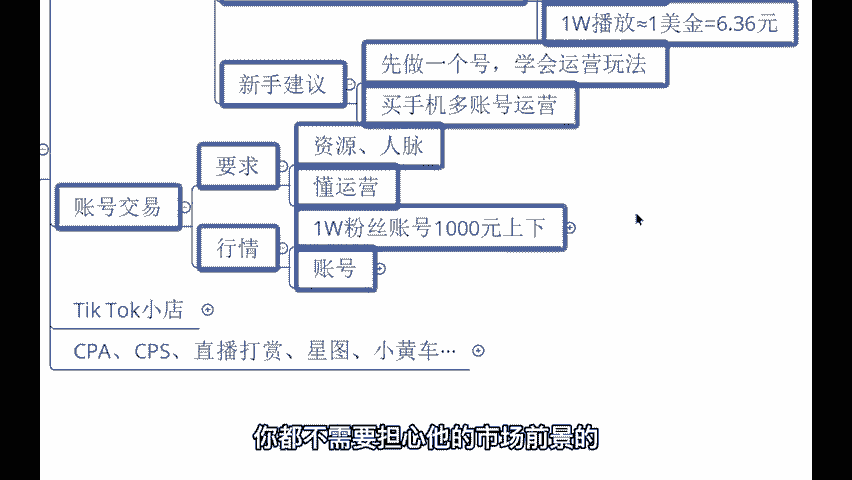 1W播放≈1美金=6.36元
新手建议
先做一个号，学会运营玩法
买手机多账号运营
账号交易
要求
资源、人脉
懂运营
行情
1W粉丝账号1000元上下
账号
Tik Tok小店
CPA、CPS、直播打赏、星图、小黄车…
你都不需要担心他的市场前景的